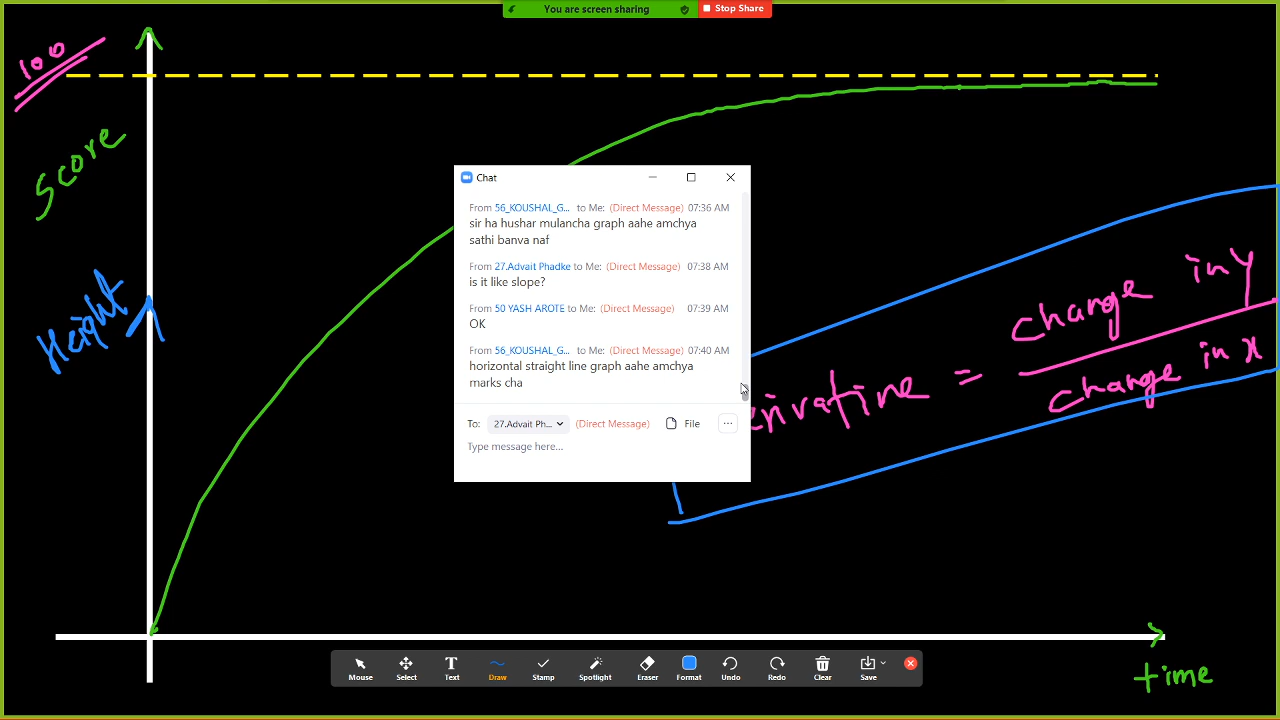 You are screen sharing
Stop Share
100
Score
Height
Chat
From 56_KOUSHAL_G... to Me: (Direct Message) 07:36 AM
sir ha hushar mulancha graph aahe amchya
sathi banva naf
From 27.Advait Phadke to Me: (Direct Message) 07:38 AM
is it like slope?
From 50 YASH AROTE to Me: (Direct Message) 07:39 AM
OK
From 56_KOUSHAL_G... to Me: (Direct Message) 07:40 AM
horizontal straight line graph aahe amchya
marks cha
To: 27.Advait Ph... (Direct Message) File ...
Type message here...
change in y
=
change in x
time
Mouse Select Text Draw Stamp Spotlight Eraser Format Undo Redo Clear Save